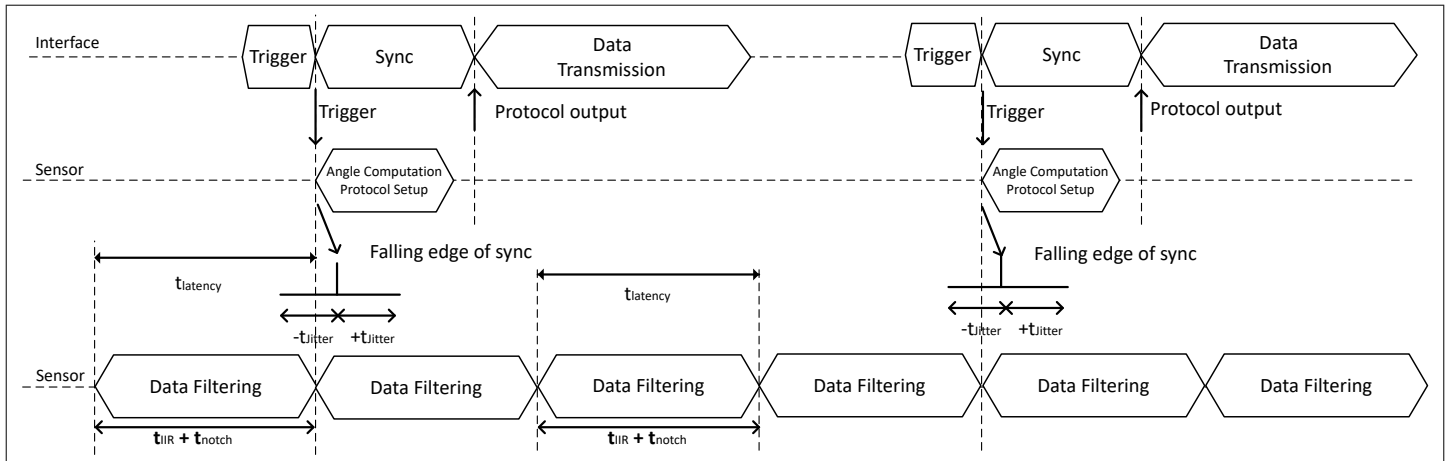 Interface
Trigger
Sync
Data
Transmission
Trigger
Sync
Data
Transmission
Trigger
Protocol output
Trigger
Protocol output
Sensor
Angle Computation
Protocol Setup
Angle Computation
Protocol Setup
Falling edge of sync
Falling edge of sync
tlatency
tlatency
-tJitter
+tJitter
-tJitter
+tJitter
Sensor
Data Filtering
Data Filtering
Data Filtering
Data Filtering
Data Filtering
Data Filtering
tIIR + tnotch
tIIR + tnotch